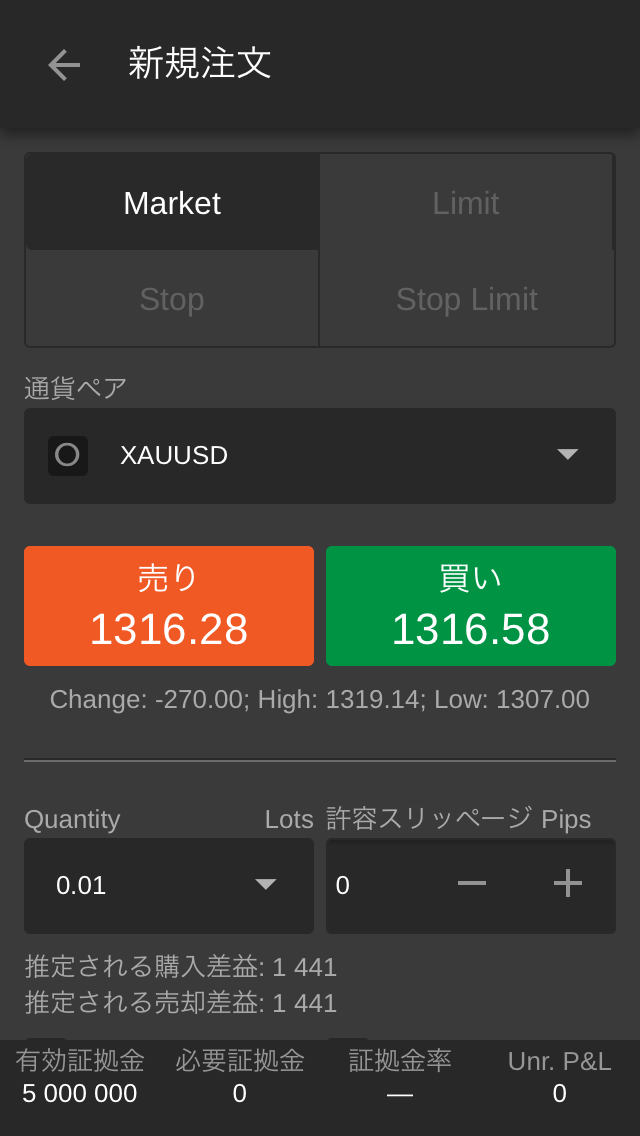 新規注文
Market
Limit
Stop
Stop Limit
通貨ペア
XAUUSD
売り
1316.28
買い
1316.58
Change: -270.00; High: 1319.14; Low: 1307.00
Quantity
Lots
許容スリッページ Pips
0.01
0
推定される購入差益: 1 441
推定される売却差益: 1 441
有効証拠金
必要証拠金
証拠金率
Unr. P&L
5 000 000
0
—
0